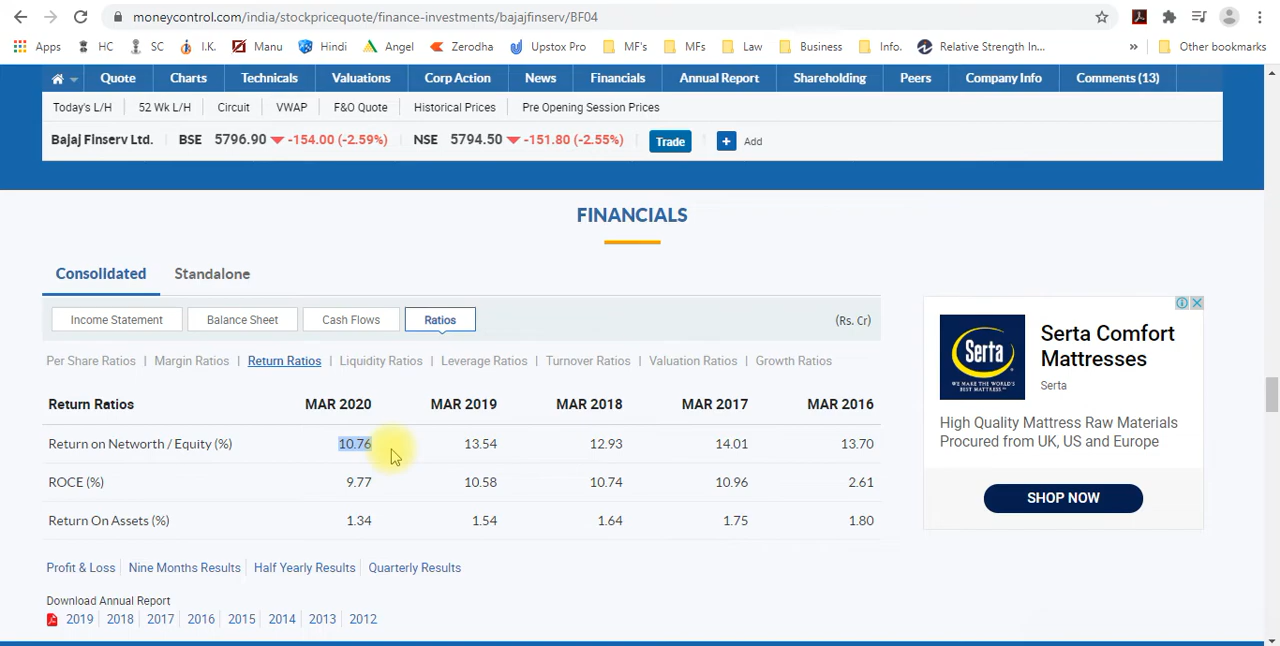 moneycontrol.com/india/stockpricequote/finance-investments/bajajfinserv/BF04
Apps HC SC I.K. Manu Hindi Angel Zerodha Upstox Pro MF's MFs Law Business Info. Relative Strength In... » Other bookmarks
Quote Charts Technicals Valuations Corp Action News Financials Annual Report Shareholding Peers Company Info Comments (13)
Today's L/H 52 Wk L/H Circuit VWAP F&O Quote Historical Prices Pre Opening Session Prices
Bajaj Finserv Ltd. BSE 5796.90 -154.00 (-2.59%) NSE 5794.50 -151.80 (-2.55%) Trade + Add
FINANCIALS
Consolidated Standalone
Income Statement Balance Sheet Cash Flows Ratios (Rs. Cr)
Per Share Ratios | Margin Ratios | Return Ratios | Liquidity Ratios | Leverage Ratios | Turnover Ratios | Valuation Ratios | Growth Ratios
Return Ratios MAR 2020 MAR 2019 MAR 2018 MAR 2017 MAR 2016
Return on Networth / Equity (%) 10.76 13.54 12.93 14.01 13.70
ROCE (%) 9.77 10.58 10.74 10.96 2.61
Return On Assets (%) 1.34 1.54 1.64 1.75 1.80
Profit & Loss | Nine Months Results | Half Yearly Results | Quarterly Results
Download Annual Report
2019 | 2018 | 2017 | 2016 | 2015 | 2014 | 2013 | 2012
Serta
WE MAKE THE WORLD'S
BEST MATTRESS™
Serta Comfort
Mattresses
Serta
High Quality Mattress Raw Materials
Procured from UK, US and Europe
SHOP NOW